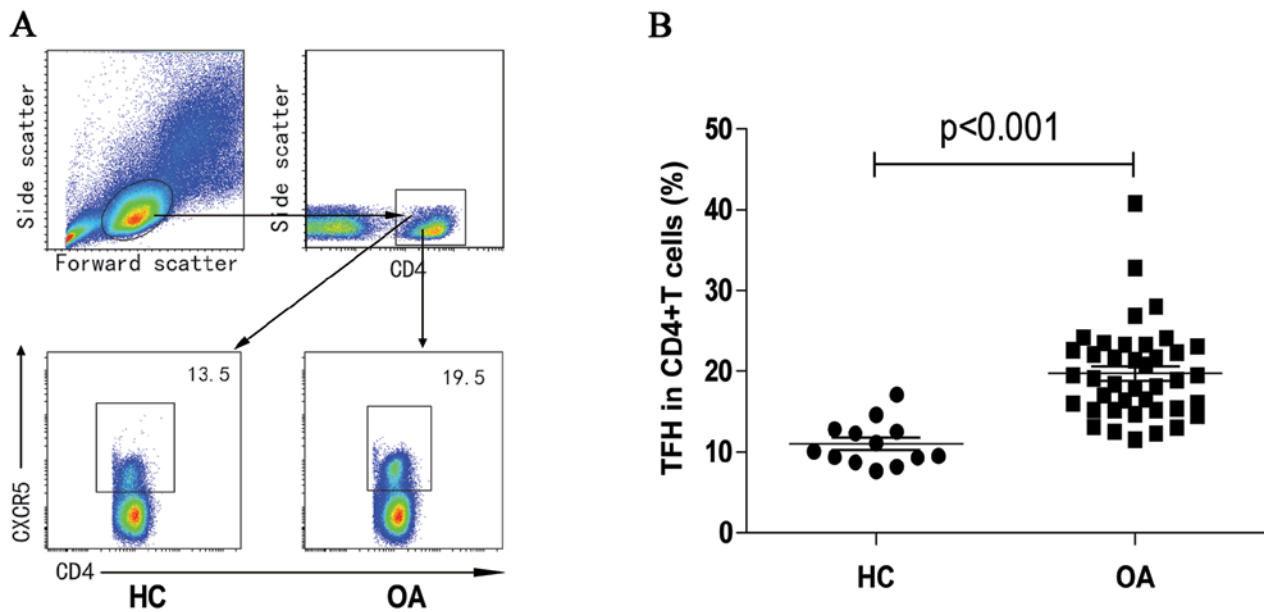 A
B
Side scatter
Side scatter
Forward scatter
CD4
13.5
19.5
CXCR5
CD4
HC
OA
p<0.001
TFH in CD4+T cells (%)
50
40
30
20
10
0
HC
OA